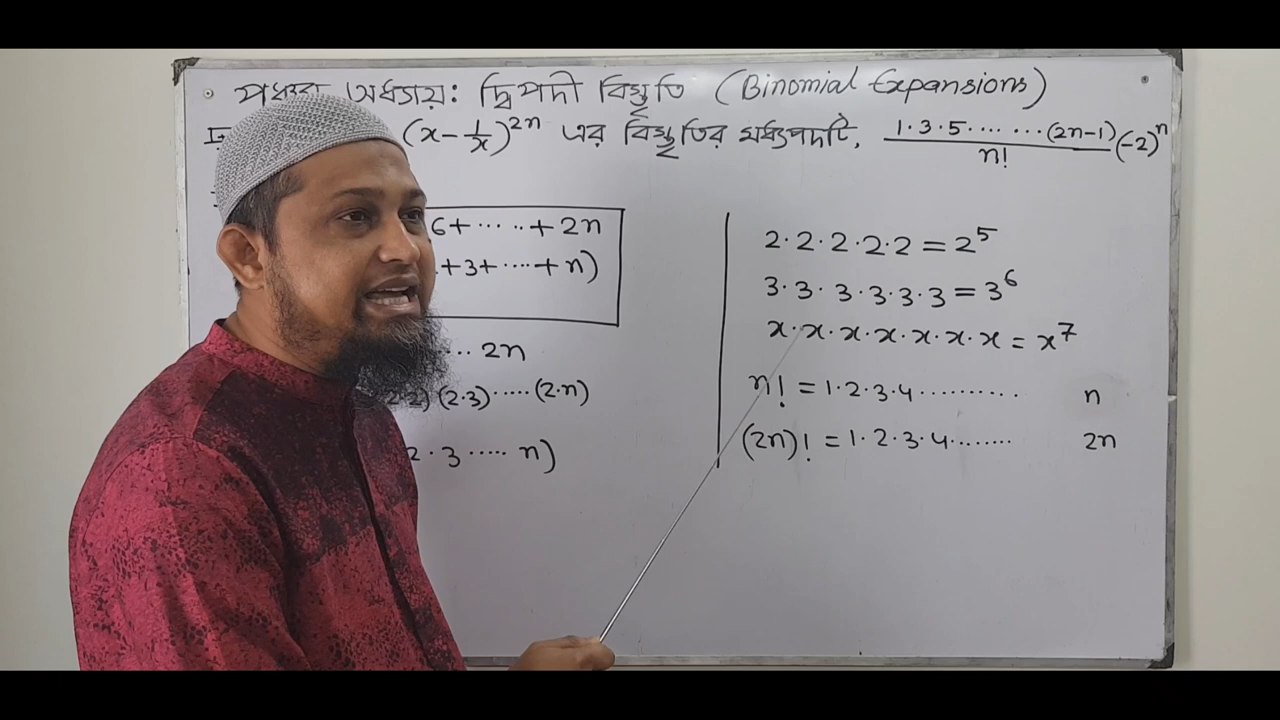 অধ্যায়: দ্বিপদী বিস্তৃতি (Binomial Expansions)
(x - 1/x)^2n এর বিস্তৃতির মধ্যপদটি, 1·3·5·…… …(2n-1)/n! (-2)^n
6+……+2n
+3+……+n)
… 2n
2·2) (2·3)……(2·n)
2·3…… n)
2·2·2·2·2 = 2^5
3·3·3·3·3·3 = 3^6
x·x·x·x·x·x·x = x^7
n! = 1·2·3·4………… n
(2n)! = 1·2·3·4……… 2n